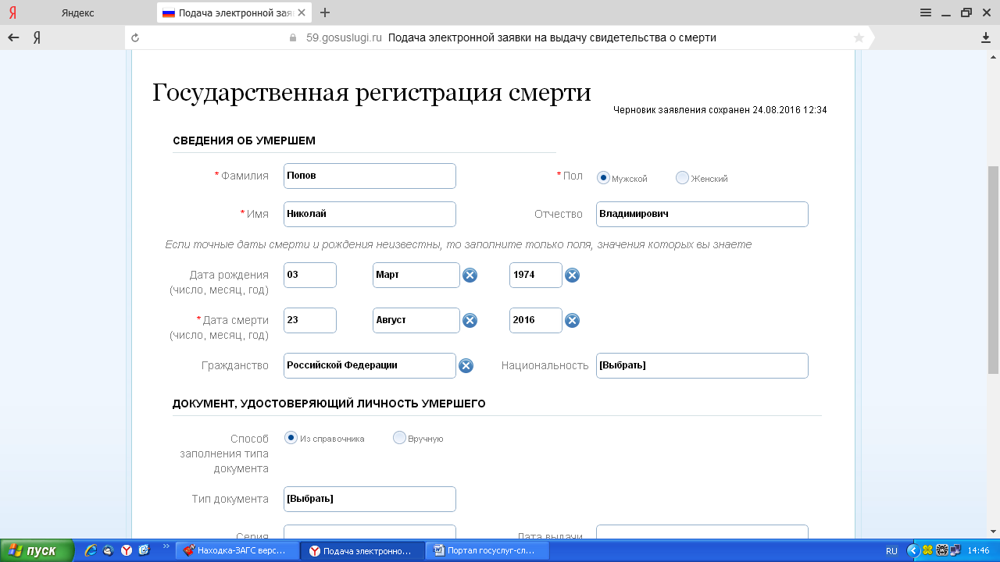 Я Яндекс Подача электронной зая
Я 59.gosuslugi.ru Подача электронной заявки на выдачу свидетельства о смерти
Государственная регистрация смерти
Черновик заявления сохранен 24.08.2016 12:34
СВЕДЕНИЯ ОБ УМЕРШЕМ
* Фамилия Попов * Пол Мужской Женский
* Имя Николай Отчество Владимирович
Если точные даты смерти и рождения неизвестны, то заполните только поля, значения которых вы знаете
Дата рождения 03 Март 1974
(число, месяц, год)
* Дата смерти 23 Август 2016
(число, месяц, год)
Гражданство Российской Федерации Национальность [Выбрать]
ДОКУМЕНТ, УДОСТОВЕРЯЮЩИЙ ЛИЧНОСТЬ УМЕРШЕГО
Способ Из справочника Вручную
заполнения типа
документа
Тип документа [Выбрать]
Серия Дата выдачи
пуск Находка-ЗАГС верс... Подача электронно... Портал госуслуг-сл... RU 14:46